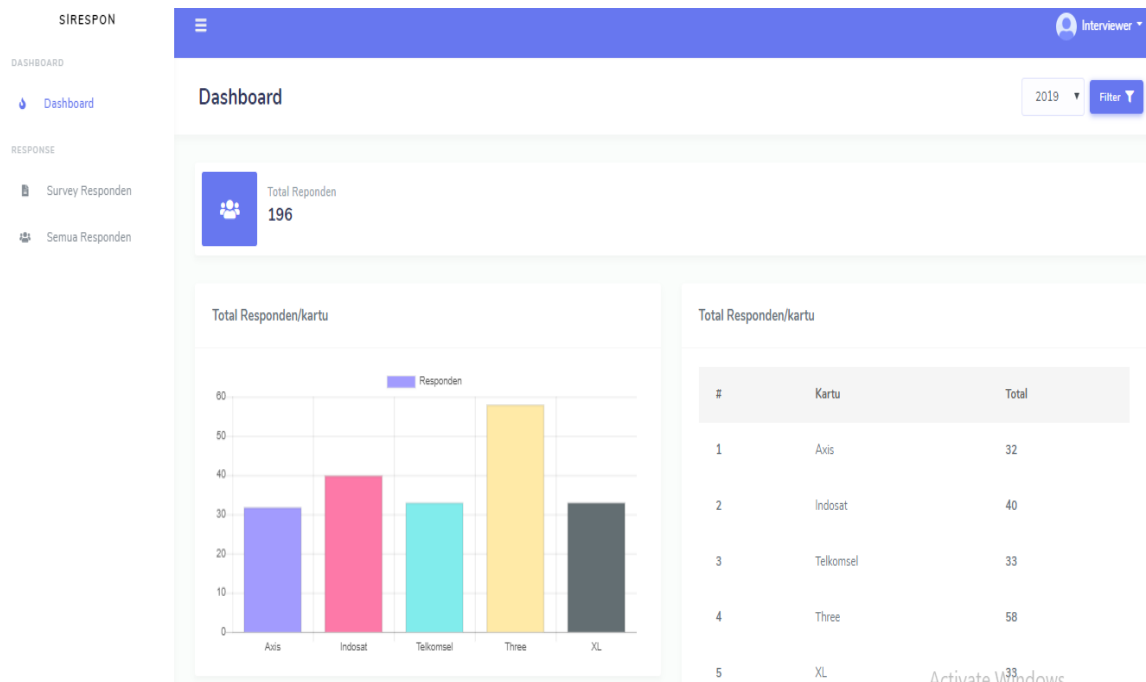 SIRESPON
Interviewer
DASHBOARD
Dashboard
RESPONSE
Survey Responden
Semua Responden
Dashboard
2019
Filter
Total Reponden
196
Total Responden/kartu
Responden
60
50
40
30
20
10
0
Axis Indosat Telkomsel Three XL
Total Responden/kartu
# Kartu Total
1 Axis 32
2 Indosat 40
3 Telkomsel 33
4 Three 58
5 XL 33
Activate Windows